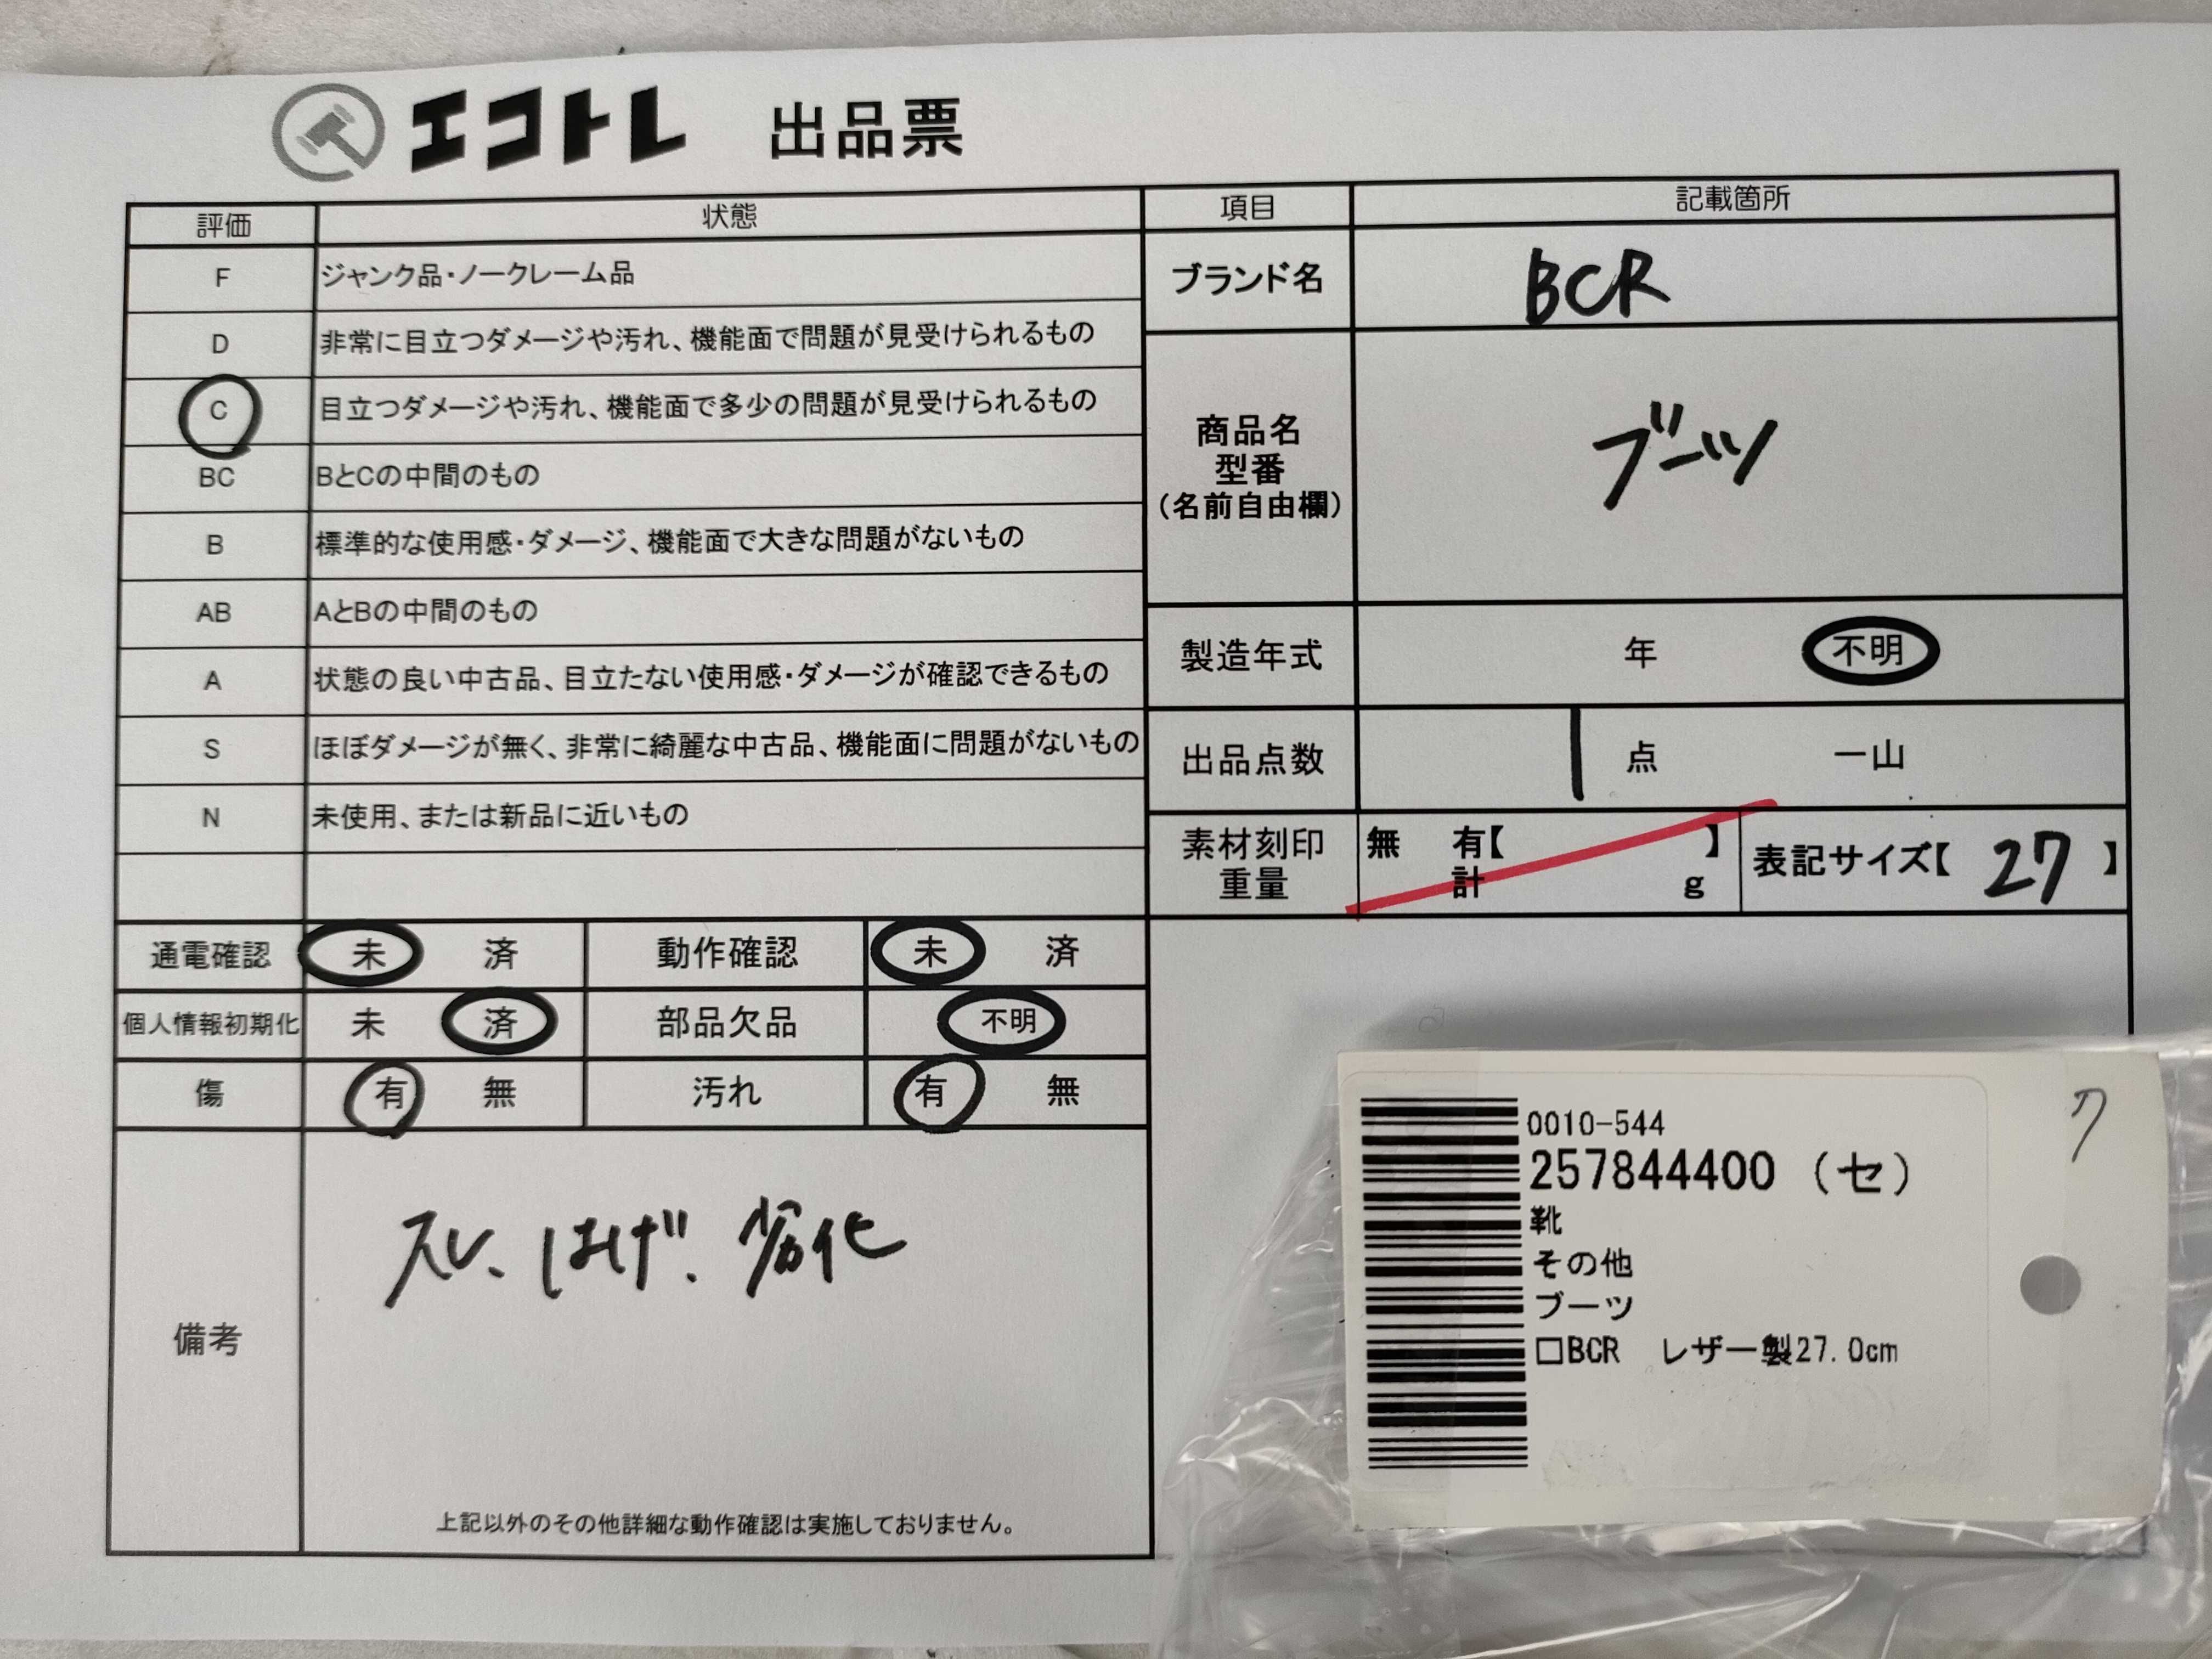 エコトレ 出品票
評価 状態
F ジャンク品・ノークレーム品
D 非常に目立つダメージや汚れ、機能面で問題が見受けられるもの
C 目立つダメージや汚れ、機能面で多少の問題が見受けられるもの
BC BとCの中間のもの
B 標準的な使用感・ダメージ、機能面で大きな問題がないもの
AB AとBの中間のもの
A 状態の良い中古品、目立たない使用感・ダメージが確認できるもの
S ほぼダメージが無く、非常に綺麗な中古品、機能面に問題がないもの
N 未使用、または新品に近いもの
通電確認 未 済 動作確認 未 済
個人情報初期化 未 済 部品欠品 不明
傷 有 無 汚れ 有 無
備考
スレ、はげ、劣化
上記以外のその他詳細な動作確認は実施しておりません。
項目 記載箇所
ブランド名 BCR
商品名
型番
(名前自由欄)
ブーツ
製造年式 年 不明
出品点数 1 点 一山
素材刻印 無 有【 】
重量 計 g
表記サイズ【 27 】
0010-544
257844400 (セ)
靴
その他
ブーツ
□BCR レザー製27.0cm